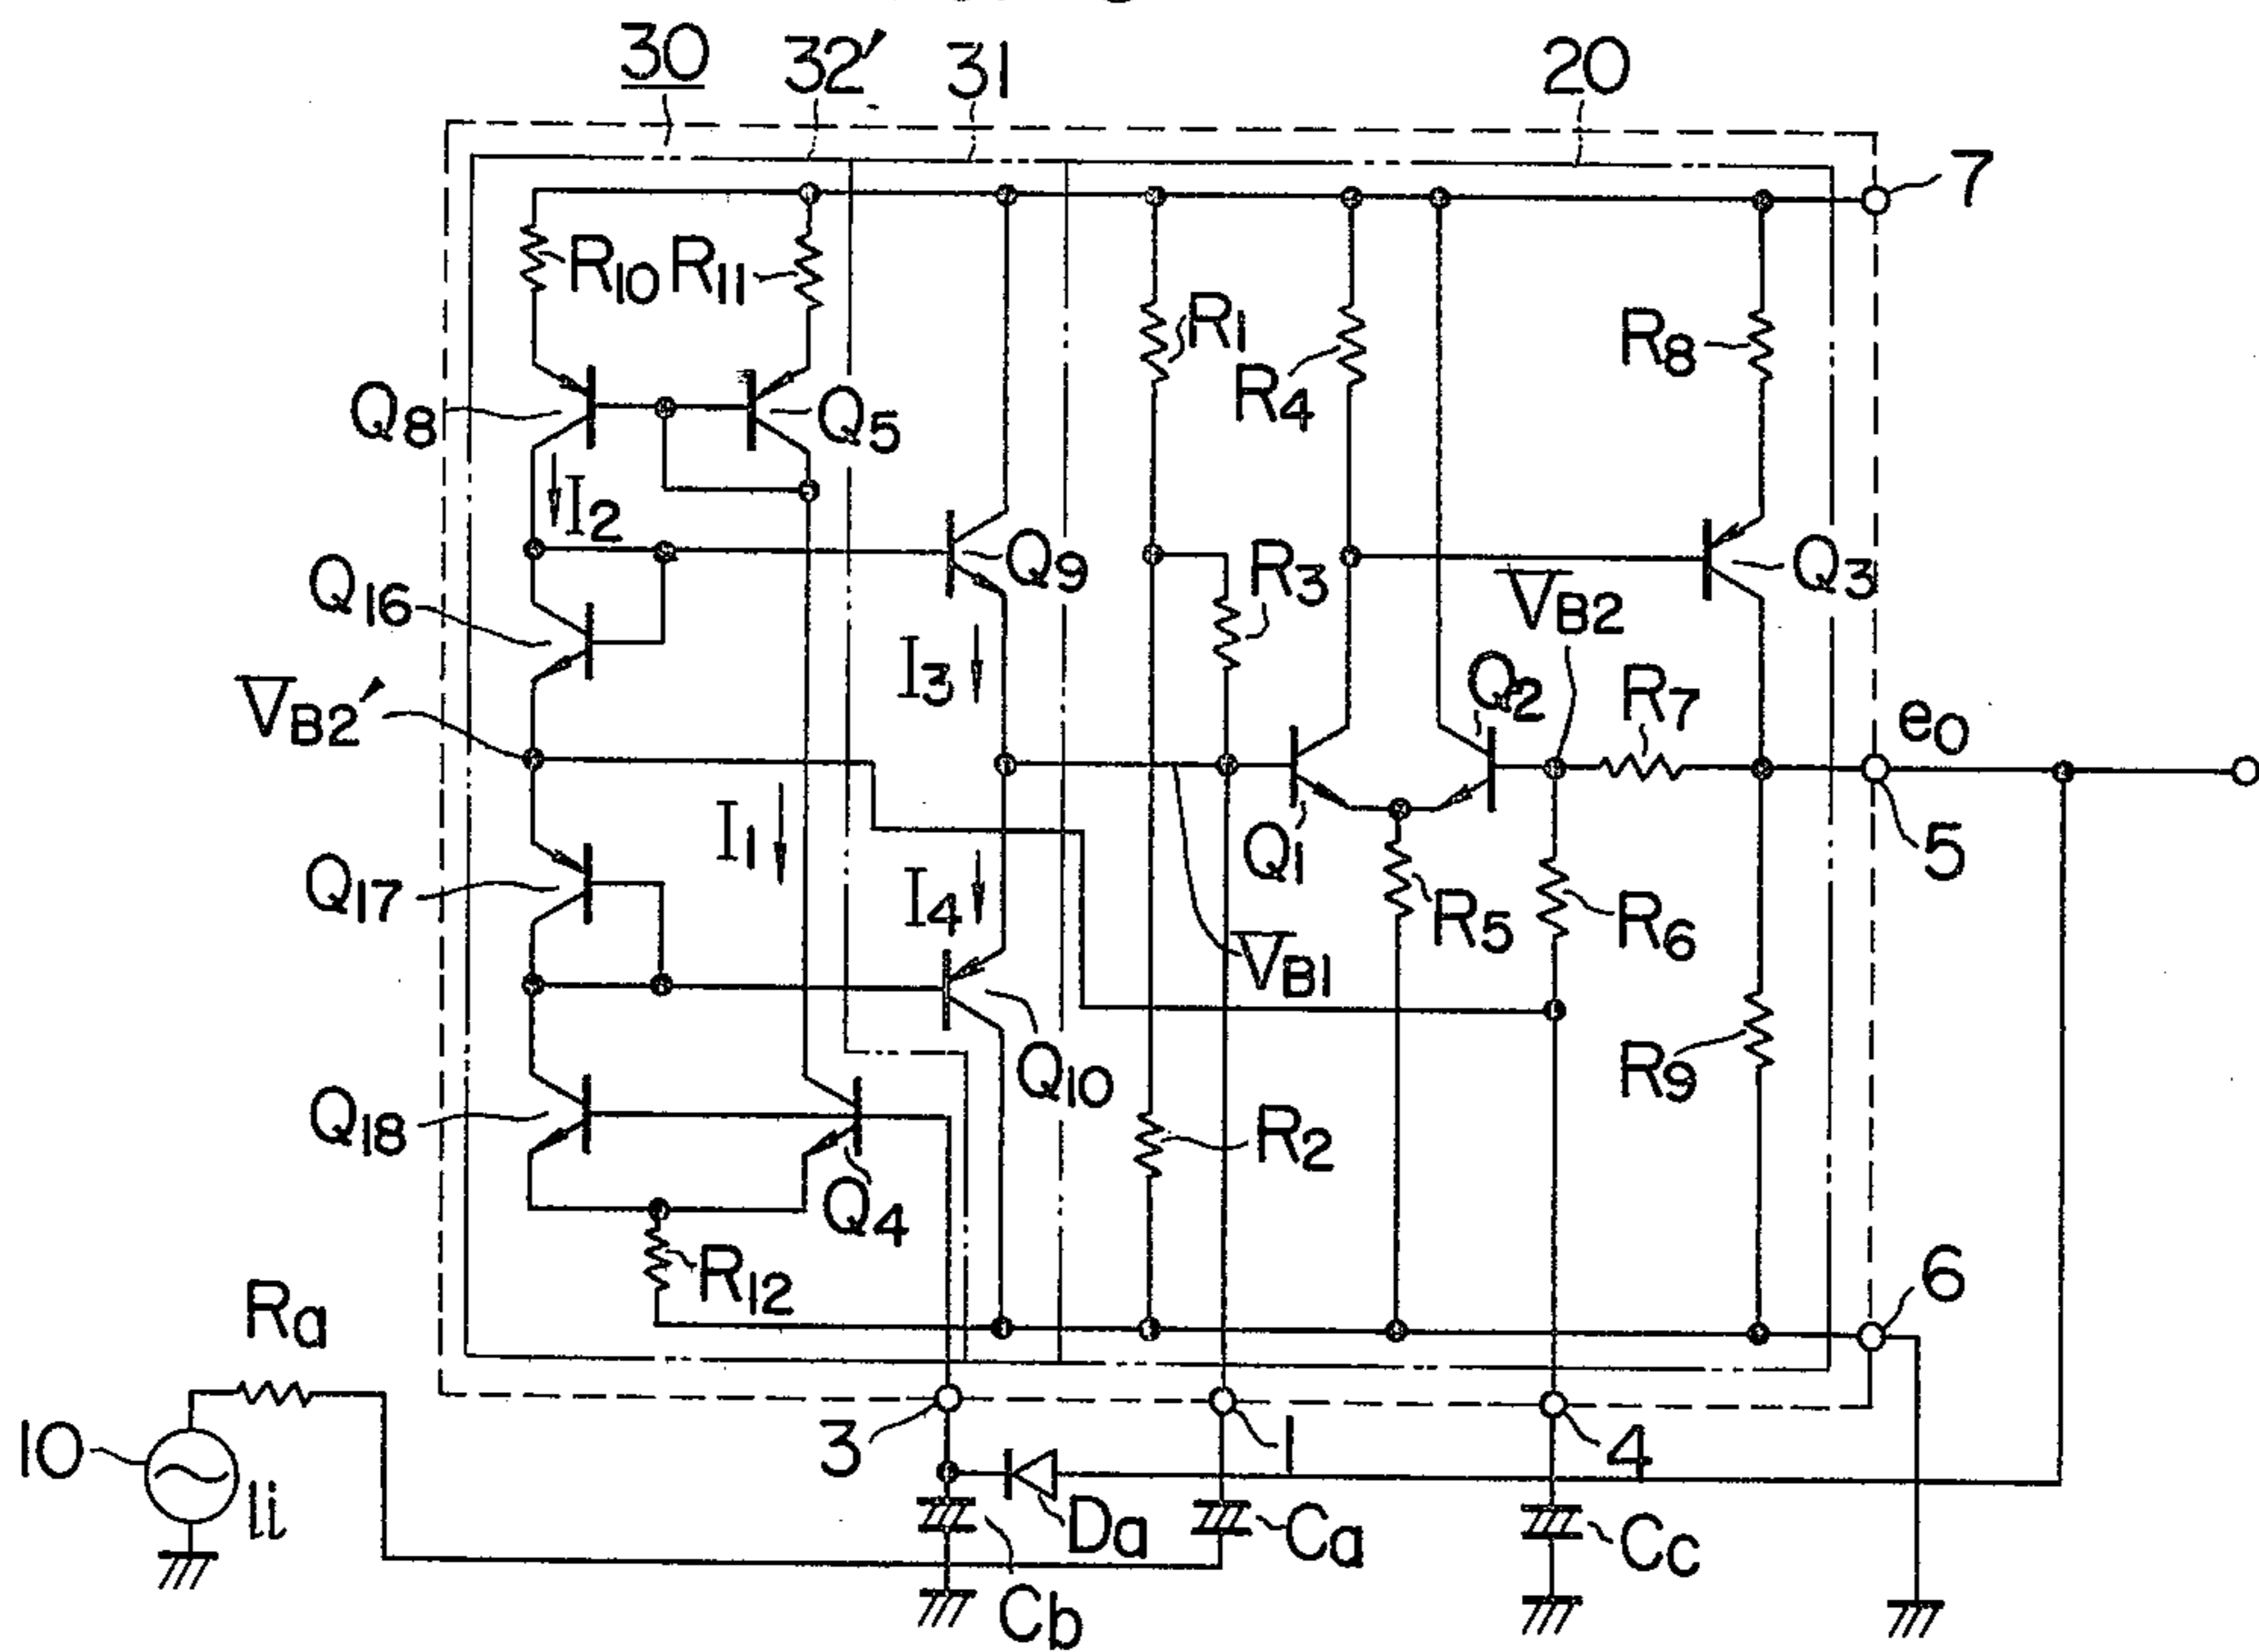 30 32' 31 20
7
R10 R11
R1
R4
R8
Q8 Q5
I2
Q9
R3
Q3
Q16
VB2
I3
Q2
R7
VB2'
eo
I1
Q1
5
Q17
I4
R5
R6
VB1
Q10
R9
Q18
R2
Q4
R12
6
Ra
3 1 4
10
li
Da
Ca
Cc
Cb